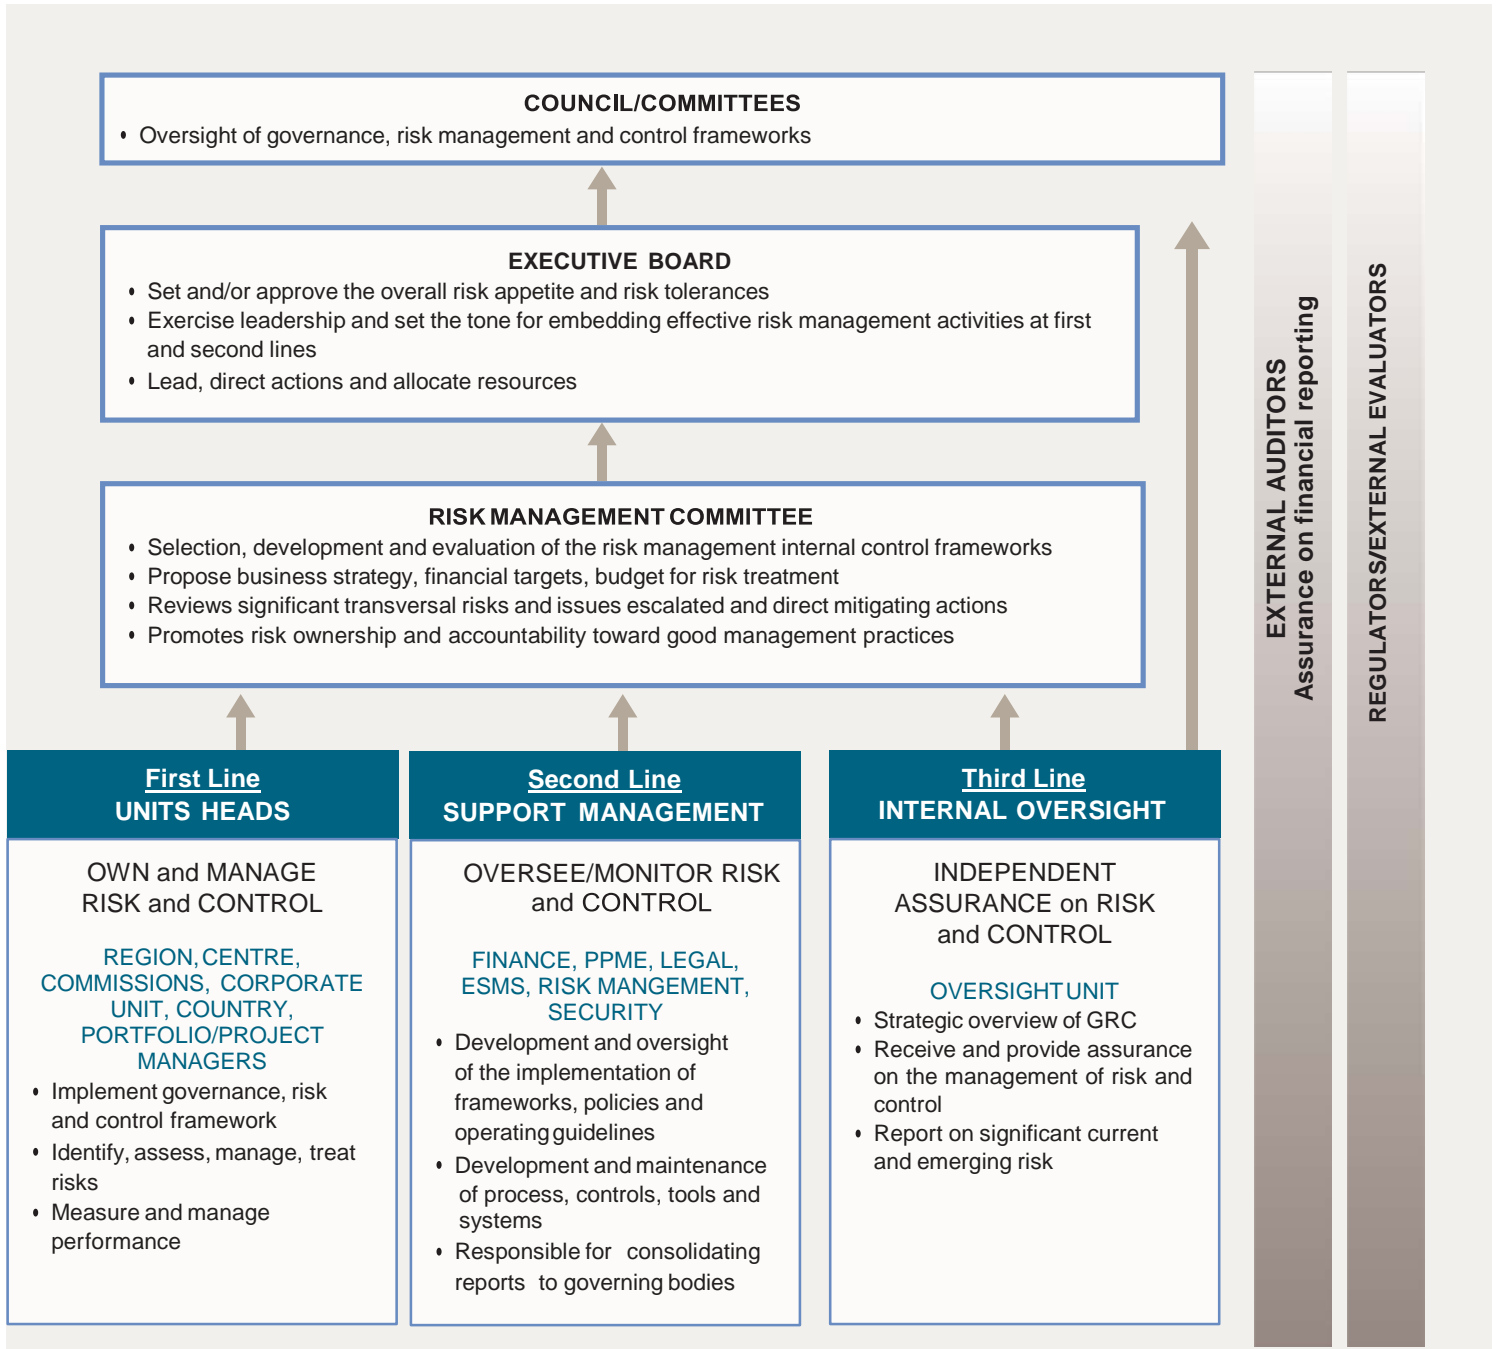 COUNCIL/COMMITTEES
• Oversight of governance, risk management and control frameworks
EXECUTIVE BOARD
• Set and/or approve the overall risk appetite and risk tolerances
• Exercise leadership and set the tone for embedding effective risk management activities at first
and second lines
• Lead, direct actions and allocate resources
RISK MANAGEMENT COMMITTEE
• Selection, development and evaluation of the risk management internal control frameworks
• Propose business strategy, financial targets, budget for risk treatment
• Reviews significant transversal risks and issues escalated and direct mitigating actions
• Promotes risk ownership and accountability toward good management practices
First Line
UNITS HEADS
OWN and MANAGE
RISK and CONTROL
REGION, CENTRE,
COMMISSIONS, CORPORATE
UNIT, COUNTRY,
PORTFOLIO/PROJECT
MANAGERS
• Implement governance, risk
and control framework
• Identify, assess, manage, treat
risks
• Measure and manage
performance
Second Line
SUPPORT MANAGEMENT
OVERSEE/MONITOR RISK
and CONTROL
FINANCE, PPME, LEGAL,
ESMS, RISK MANGEMENT,
SECURITY
• Development and oversight
of the implementation of
frameworks, policies and
operating guidelines
• Development and maintenance
of process, controls, tools and
systems
• Responsible for consolidating
reports to governing bodies
Third Line
INTERNAL OVERSIGHT
INDEPENDENT
ASSURANCE on RISK
and CONTROL
OVERSIGHT UNIT
• Strategic overview of GRC
• Receive and provide assurance
on the management of risk and
control
• Report on significant current
and emerging risk
EXTERNAL AUDITORS
Assurance on financial reporting
REGULATORS/EXTERNAL EVALUATORS